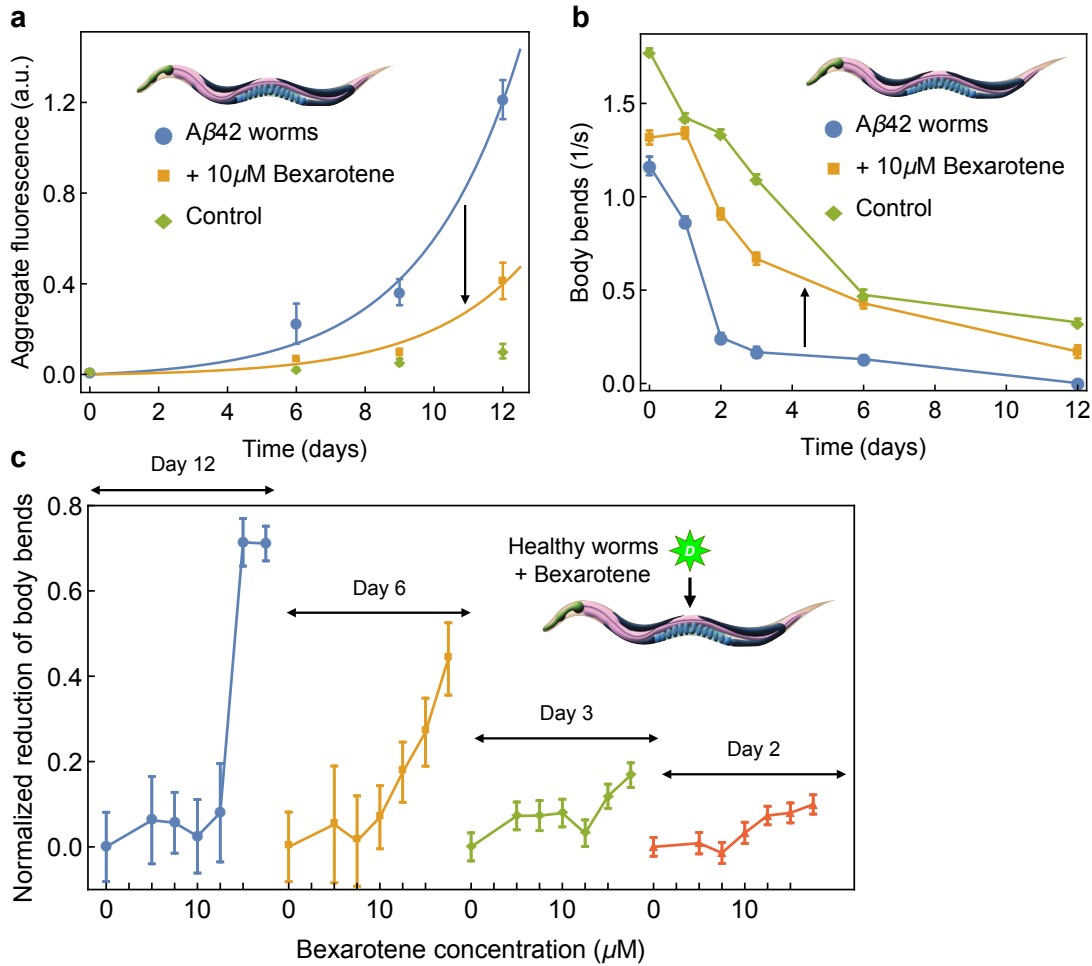 a
Aggregate fluorescence (a.u.)
1.2
0.8
0.4
0.0
Aβ42 worms
+ 10μM Bexarotene
Control
0 2 4 6 8 10 12
Time (days)
b
Body bends (1/s)
1.5
1.0
0.5
0.0
Aβ42 worms
+ 10μM Bexarotene
Control
0 2 4 6 8 10 12
Time (days)
c
Normalized reduction of body bends
0.8
0.6
0.4
0.2
0.0
Day 12
Day 6
Day 3
Day 2
Healthy worms
+ Bexarotene
D
0 10 0 10 0 10 0 10
Bexarotene concentration (μM)